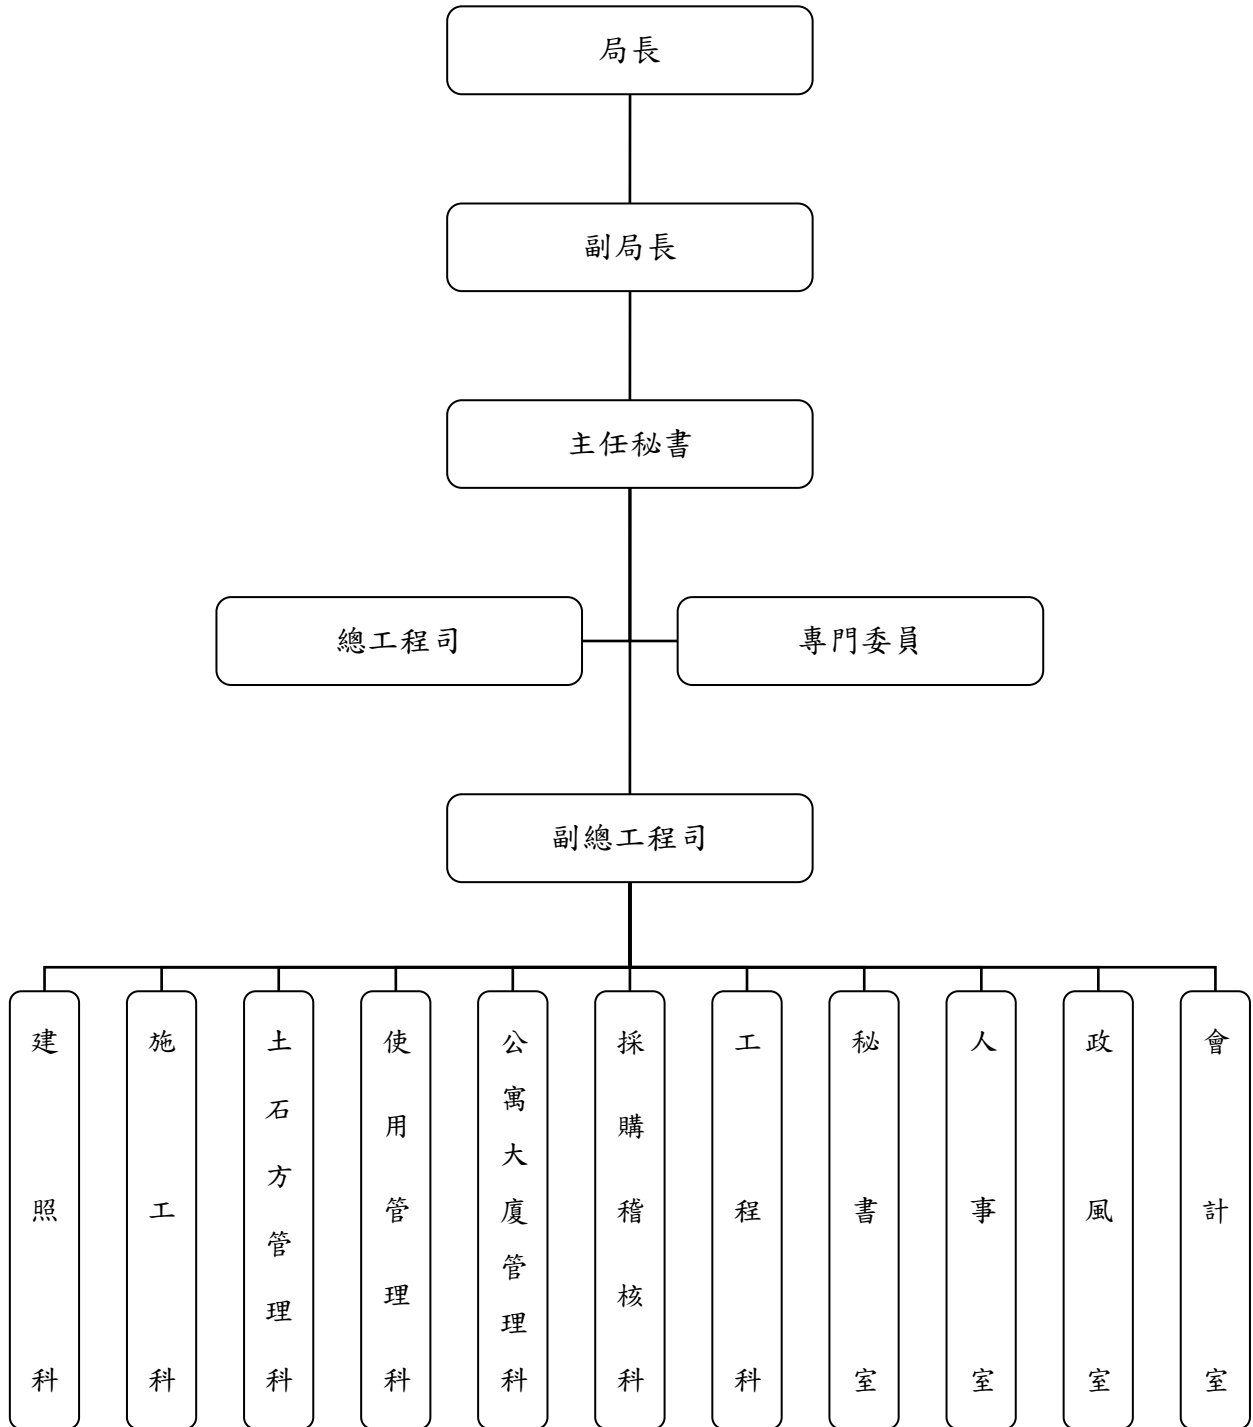 局長
副局長
主任秘書
總工程司
專門委員
副總工程司
建照科
施工科
土石方管理科
使用管理科
公寓大廈管理科
採購稽核科
工程科
秘書室
人事室
政風室
會計室